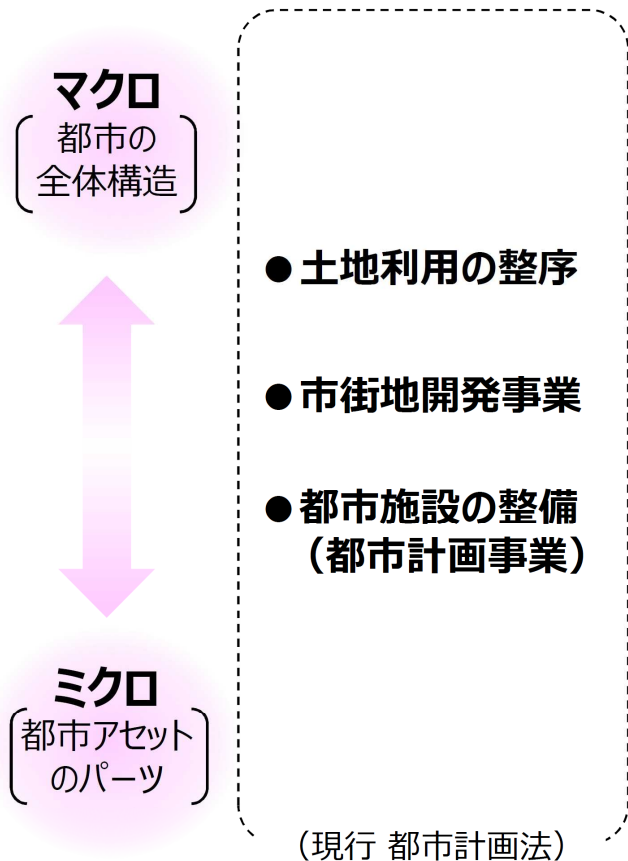 マクロ
都市の
全体構造
●土地利用の整序
●市街地開発事業
●都市施設の整備
（都市計画事業）
ミクロ
都市アセット
のパーツ
（現行 都市計画法）